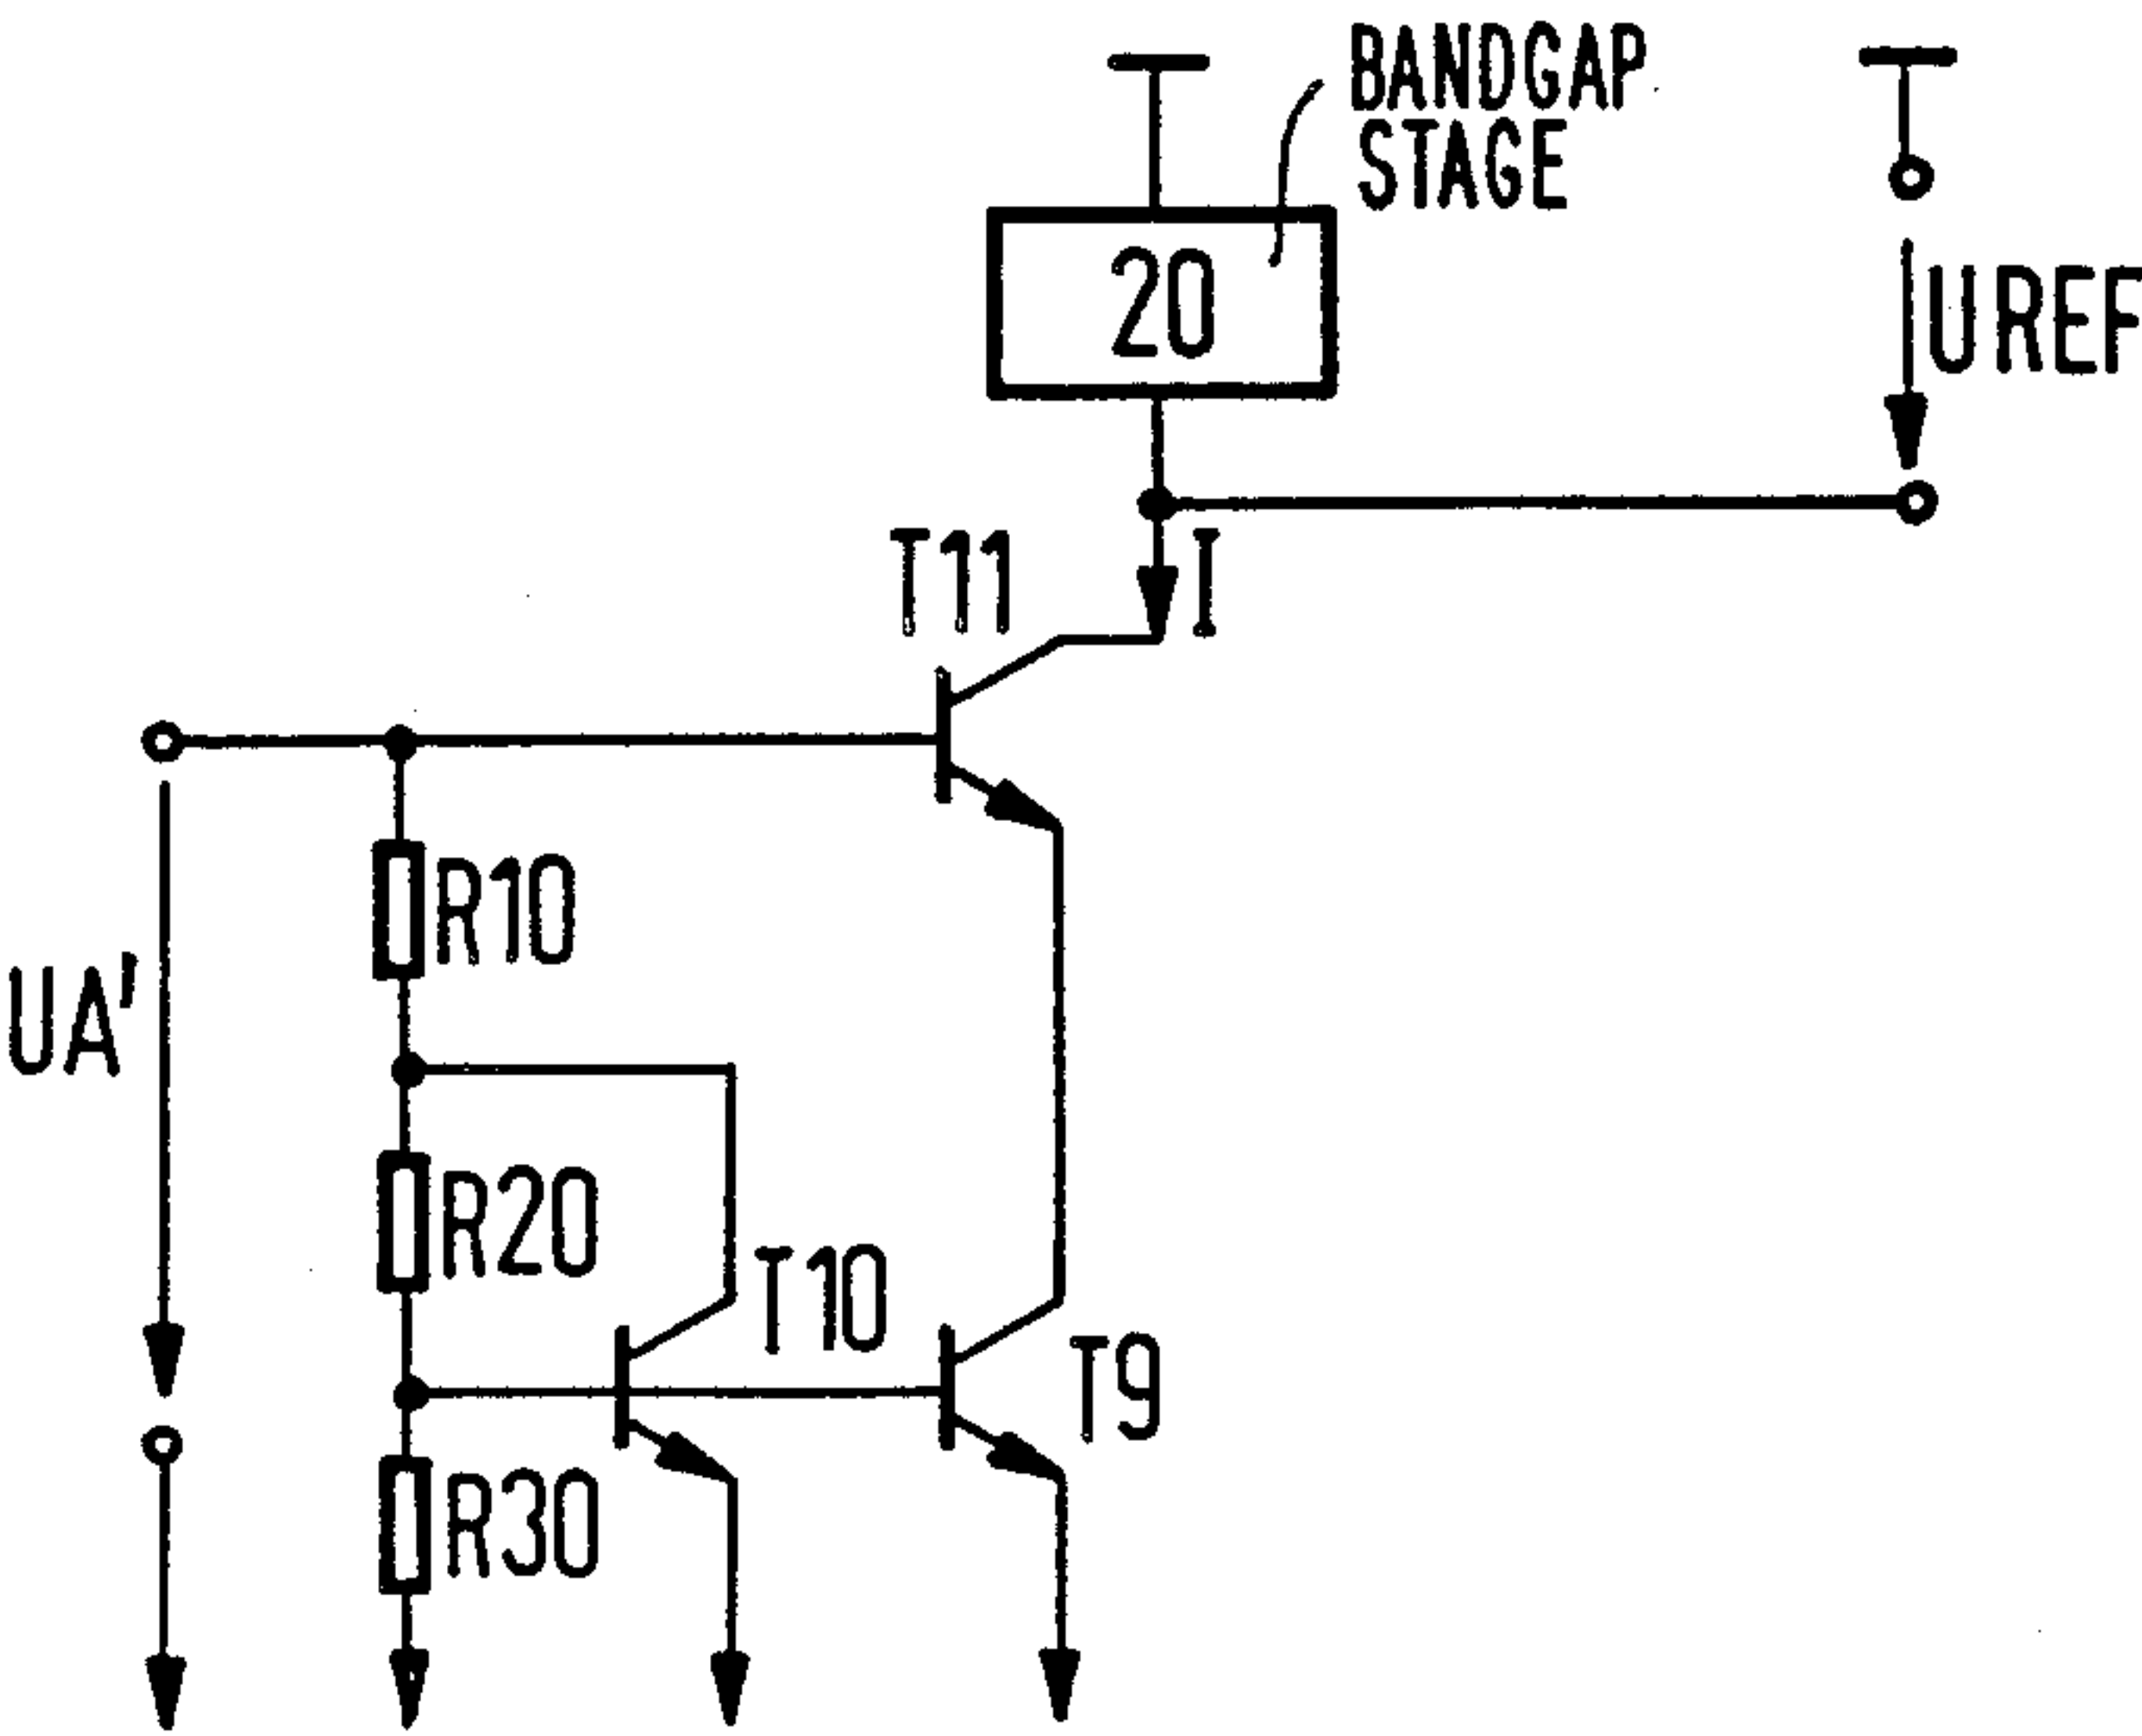 BANDGAP
STAGE
20
UREF
T11
I
R10
UA'
R20
T10
T9
R30